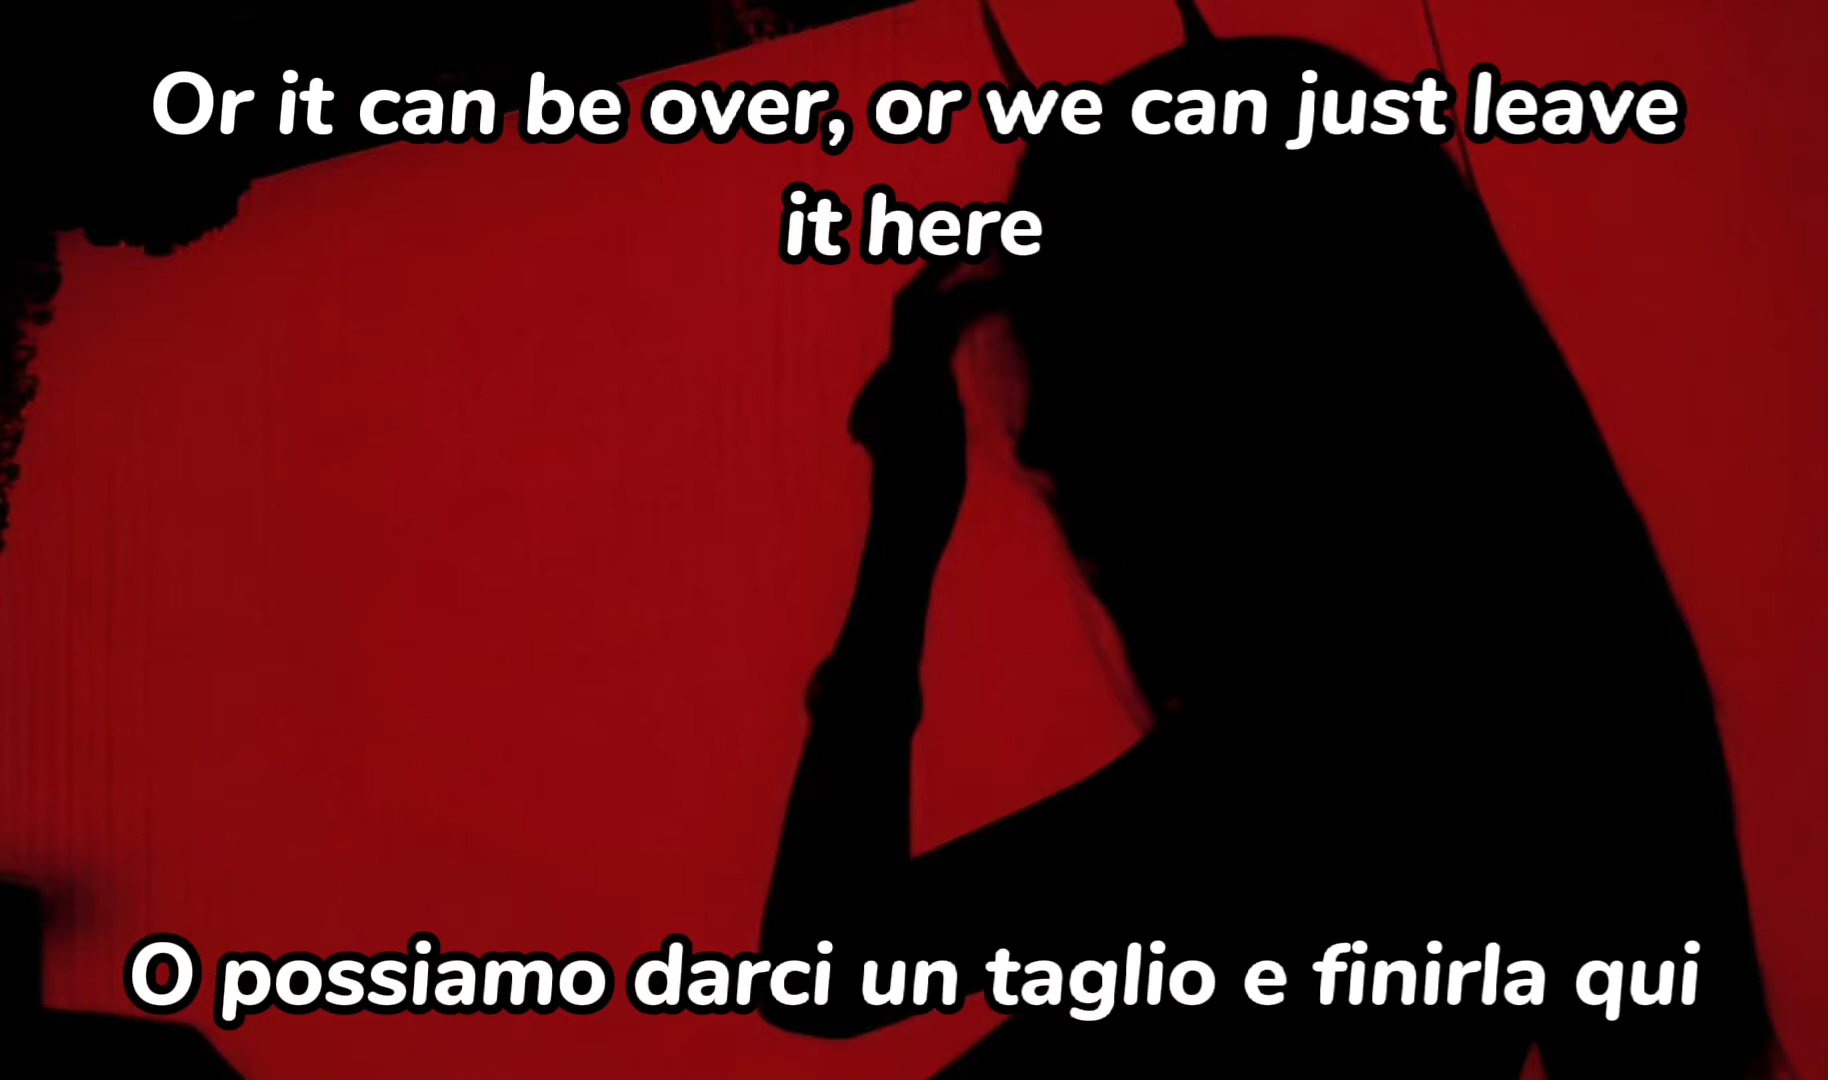 Or it can be over, or we can just leave
it here
O possiamo darci un taglio e finirla qui